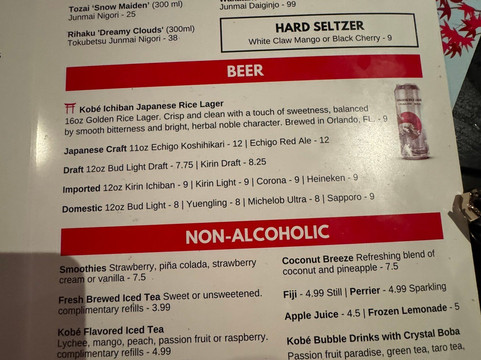 Tozai 'Snow Maiden' (300 ml)
Junmai Nigori - 25
Rihaku 'Dreamy Clouds' (300ml)
Tokubetsu Junmai Nigori - 38
Junmai Daiginjo - 99
HARD SELTZER
White Claw Mango or Black Cherry - 9
BEER
Kobé Ichiban Japanese Rice Lager
16oz Golden Rice Lager. Crisp and clean with a touch of sweetness, balanced
by smooth bitterness and bright, herbal noble character. Brewed in Orlando, FL. - 9
Japanese Craft 11oz Echigo Koshihikari - 12 | Echigo Red Ale - 12
Draft 12oz Bud Light Draft - 7.75 | Kirin Draft - 8.25
Imported 12oz Kirin Ichiban - 9 | Kirin Light - 9 | Corona - 9 | Heineken - 9
Domestic 12oz Bud Light - 8 | Yuengling - 8 | Michelob Ultra - 8 | Sapporo - 9
NON-ALCOHOLIC
Smoothies Strawberry, piña colada, strawberry
cream or vanilla - 7.5
Fresh Brewed Iced Tea Sweet or unsweetened.
complimentary refills - 3.99
Kobé Flavored Iced Tea
Lychee, mango, peach, passion fruit or raspberry.
complimentary refills - 4.99
Coconut Breeze Refreshing blend of
coconut and pineapple - 7.5
Fiji - 4.99 Still | Perrier - 4.99 Sparkling
Apple Juice - 4.5 | Frozen Lemonade - 5
Kobé Bubble Drinks with Crystal Boba
Passion fruit paradise, green tea, taro tea,